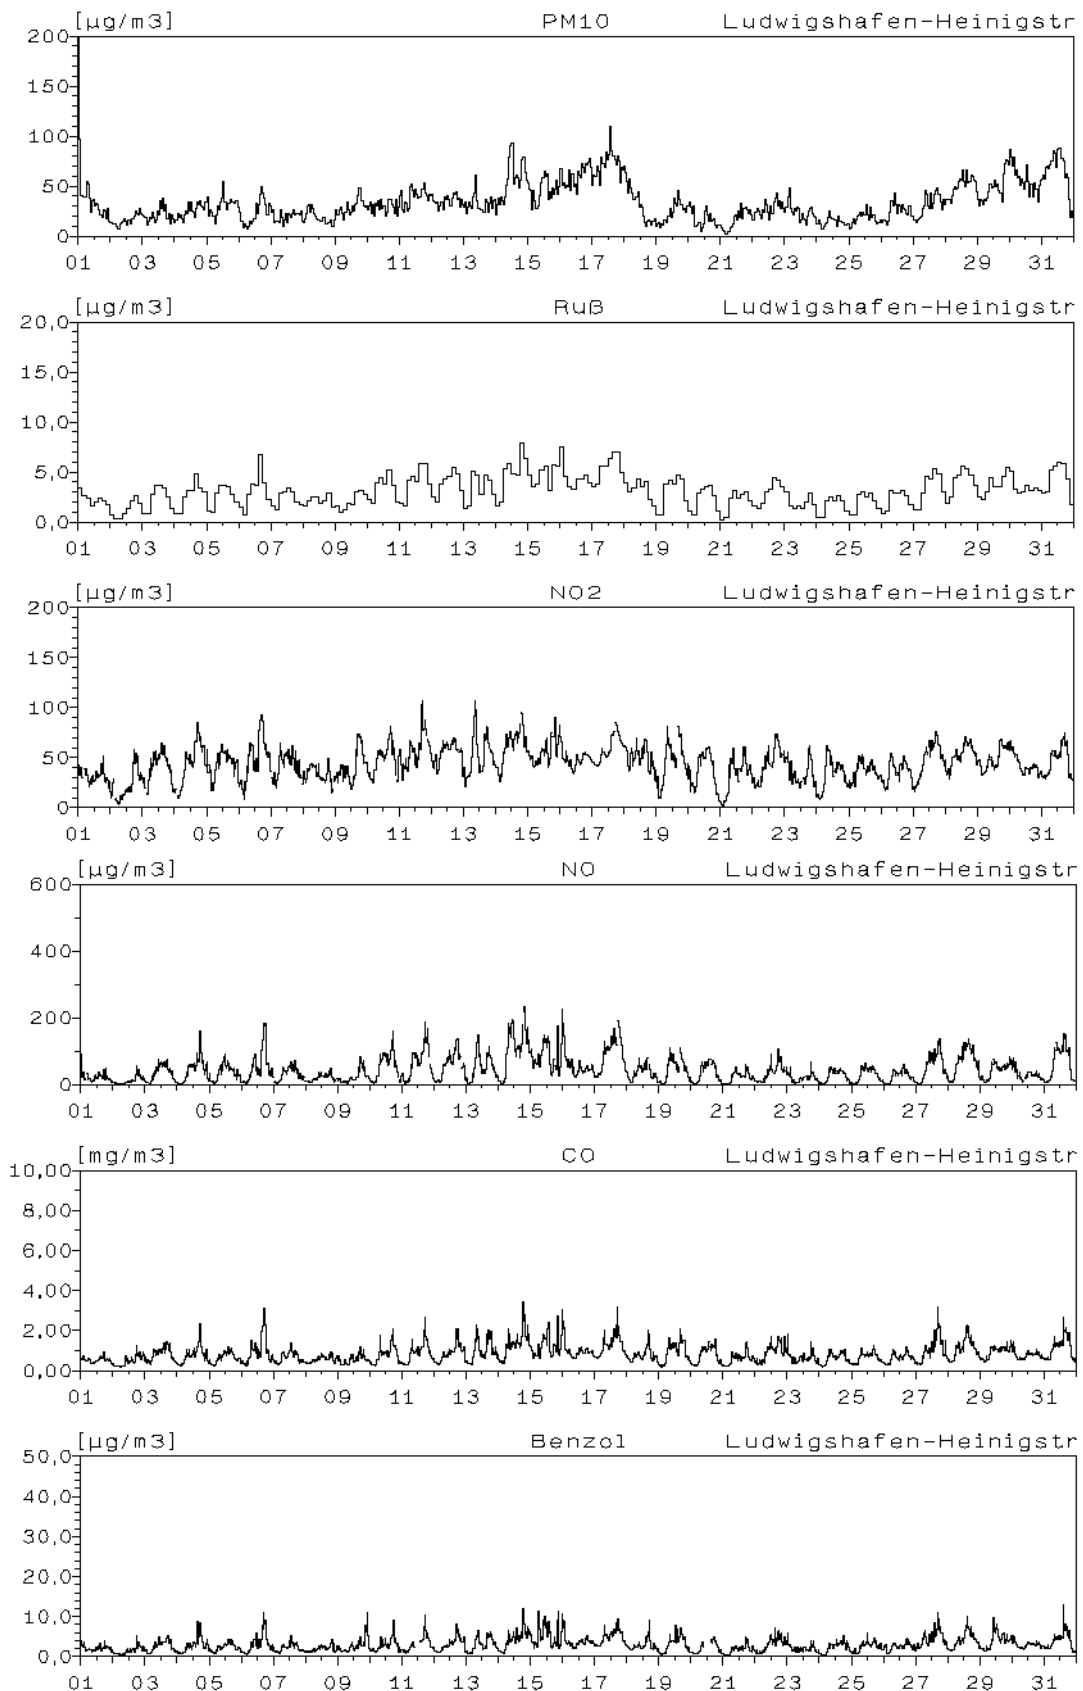 [µg/m3] PM10 Ludwigshafen-Heinigstr
200
150
100
50
0
01 03 05 07 09 11 13 15 17 19 21 23 25 27 29 31
[µg/m3] Ruß Ludwigshafen-Heinigstr
20,0
15,0
10,0
5,0
0,0
01 03 05 07 09 11 13 15 17 19 21 23 25 27 29 31
[µg/m3] NO2 Ludwigshafen-Heinigstr
200
150
100
50
0
01 03 05 07 09 11 13 15 17 19 21 23 25 27 29 31
[µg/m3] NO Ludwigshafen-Heinigstr
600
400
200
0
01 03 05 07 09 11 13 15 17 19 21 23 25 27 29 31
[mg/m3] CO Ludwigshafen-Heinigstr
10,00
8,00
6,00
4,00
2,00
0,00
01 03 05 07 09 11 13 15 17 19 21 23 25 27 29 31
[µg/m3] Benzol Ludwigshafen-Heinigstr
50,0
40,0
30,0
20,0
10,0
0,0
01 03 05 07 09 11 13 15 17 19 21 23 25 27 29 31